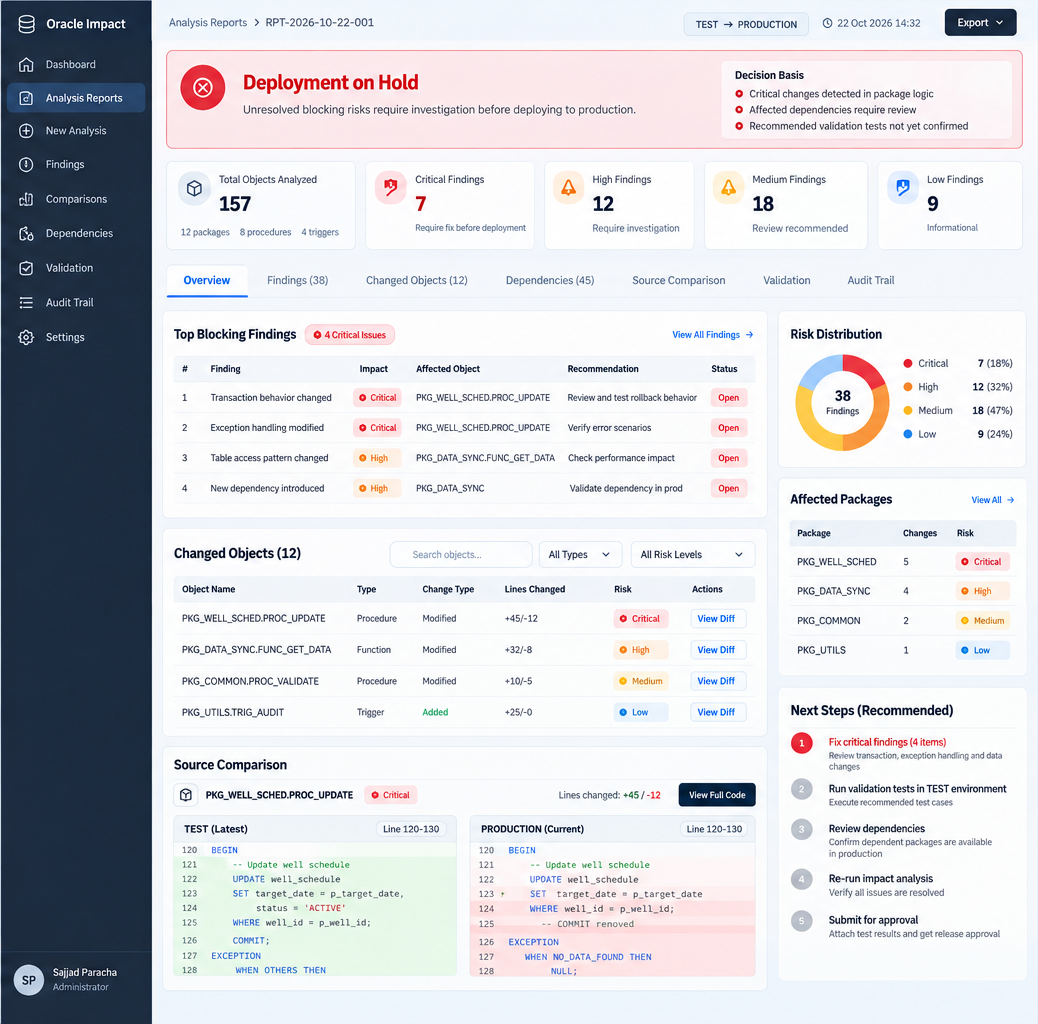 Oracle Impact
Dashboard
Analysis Reports
New Analysis
Findings
Comparisons
Dependencies
Validation
Audit Trail
Settings
SP
Sajjad Paracha
Administrator
Analysis Reports > RPT-2026-10-22-001
TEST → PRODUCTION
22 Oct 2026 14:32
Export
Deployment on Hold
Unresolved blocking risks require investigation before deploying to production.
Decision Basis
Critical changes detected in package logic
Affected dependencies require review
Recommended validation tests not yet confirmed
Total Objects Analyzed
157
12 packages 8 procedures 4 triggers
Critical Findings
7
Require fix before deployment
High Findings
12
Require investigation
Medium Findings
18
Review recommended
Low Findings
9
Informational
Overview Findings (38) Changed Objects (12) Dependencies (45) Source Comparison Validation Audit Trail
Top Blocking Findings 4 Critical Issues View All Findings →
# Finding Impact Affected Object Recommendation Status
1 Transaction behavior changed Critical PKG_WELL_SCHED.PROC_UPDATE Review and test rollback behavior Open
2 Exception handling modified Critical PKG_WELL_SCHED.PROC_UPDATE Verify error scenarios Open
3 Table access pattern changed High PKG_DATA_SYNC.FUNC_GET_DATA Check performance impact Open
4 New dependency introduced High PKG_DATA_SYNC Validate dependency in prod Open
Changed Objects (12) Search objects... All Types All Risk Levels
Object Name Type Change Type Lines Changed Risk Actions
PKG_WELL_SCHED.PROC_UPDATE Procedure Modified +45/-12 Critical View Diff
PKG_DATA_SYNC.FUNC_GET_DATA Function Modified +32/-8 High View Diff
PKG_COMMON.PROC_VALIDATE Procedure Modified +10/-5 Medium View Diff
PKG_UTILS.TRIG_AUDIT Trigger Added +25/-0 Low View Diff
Source Comparison
PKG_WELL_SCHED.PROC_UPDATE Critical Lines changed: +45 / -12 View Full Code
TEST (Latest) Line 120-130
120 BEGIN
121 -- Update well schedule
122 UPDATE well_schedule
123 SET target_date = p_target_date,
124 status = 'ACTIVE'
125 WHERE well_id = p_well_id;
126 COMMIT;
127 EXCEPTION
128 WHEN OTHERS THEN
PRODUCTION (Current) Line 120-130
120 BEGIN
121 -- Update well schedule
122 UPDATE well_schedule
123 SET target_date = p_target_date
124 WHERE well_id = p_well_id;
125 -- COMMIT removed
126 EXCEPTION
127 WHEN NO_DATA_FOUND THEN
128 NULL;
Risk Distribution
38
Findings
Critical 7 (18%)
High 12 (32%)
Medium 18 (47%)
Low 9 (24%)
Affected Packages View All →
Package Changes Risk
PKG_WELL_SCHED 5 Critical
PKG_DATA_SYNC 4 High
PKG_COMMON 2 Medium
PKG_UTILS 1 Low
Next Steps (Recommended)
1 Fix critical findings (4 items)
Review transaction, exception handling and data
changes
2 Run validation tests in TEST environment
Execute recommended test cases
3 Review dependencies
Confirm dependent packages are available
in production
4 Re-run impact analysis
Verify all issues are resolved
5 Submit for approval
Attach test results and get release approval